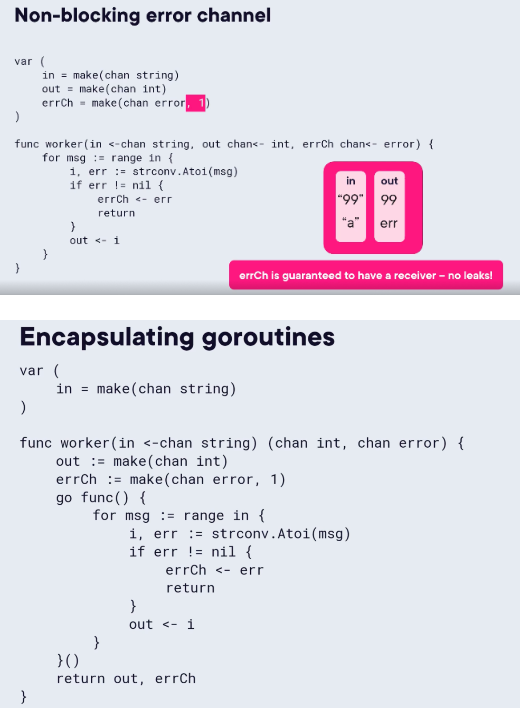 Non-blocking error channel
var (
in = make(chan string)
out = make(chan int)
errCh = make(chan error, 1)
)
func worker(in <-chan string, out chan<- int, errCh chan<- error) {
for msg := range in {
i, err := strconv.Atoi(msg)
if err != nil {
errCh <- err
return
}
out <- i
}
}
in out
“99” 99
“a” err
errCh is guaranteed to have a receiver – no leaks!
Encapsulating goroutines
var (
in = make(chan string)
)
func worker(in <-chan string) (chan int, chan error) {
out := make(chan int)
errCh := make(chan error, 1)
go func() {
for msg := range in {
i, err := strconv.Atoi(msg)
if err != nil {
errCh <- err
return
}
out <- i
}
}()
return out, errCh
}